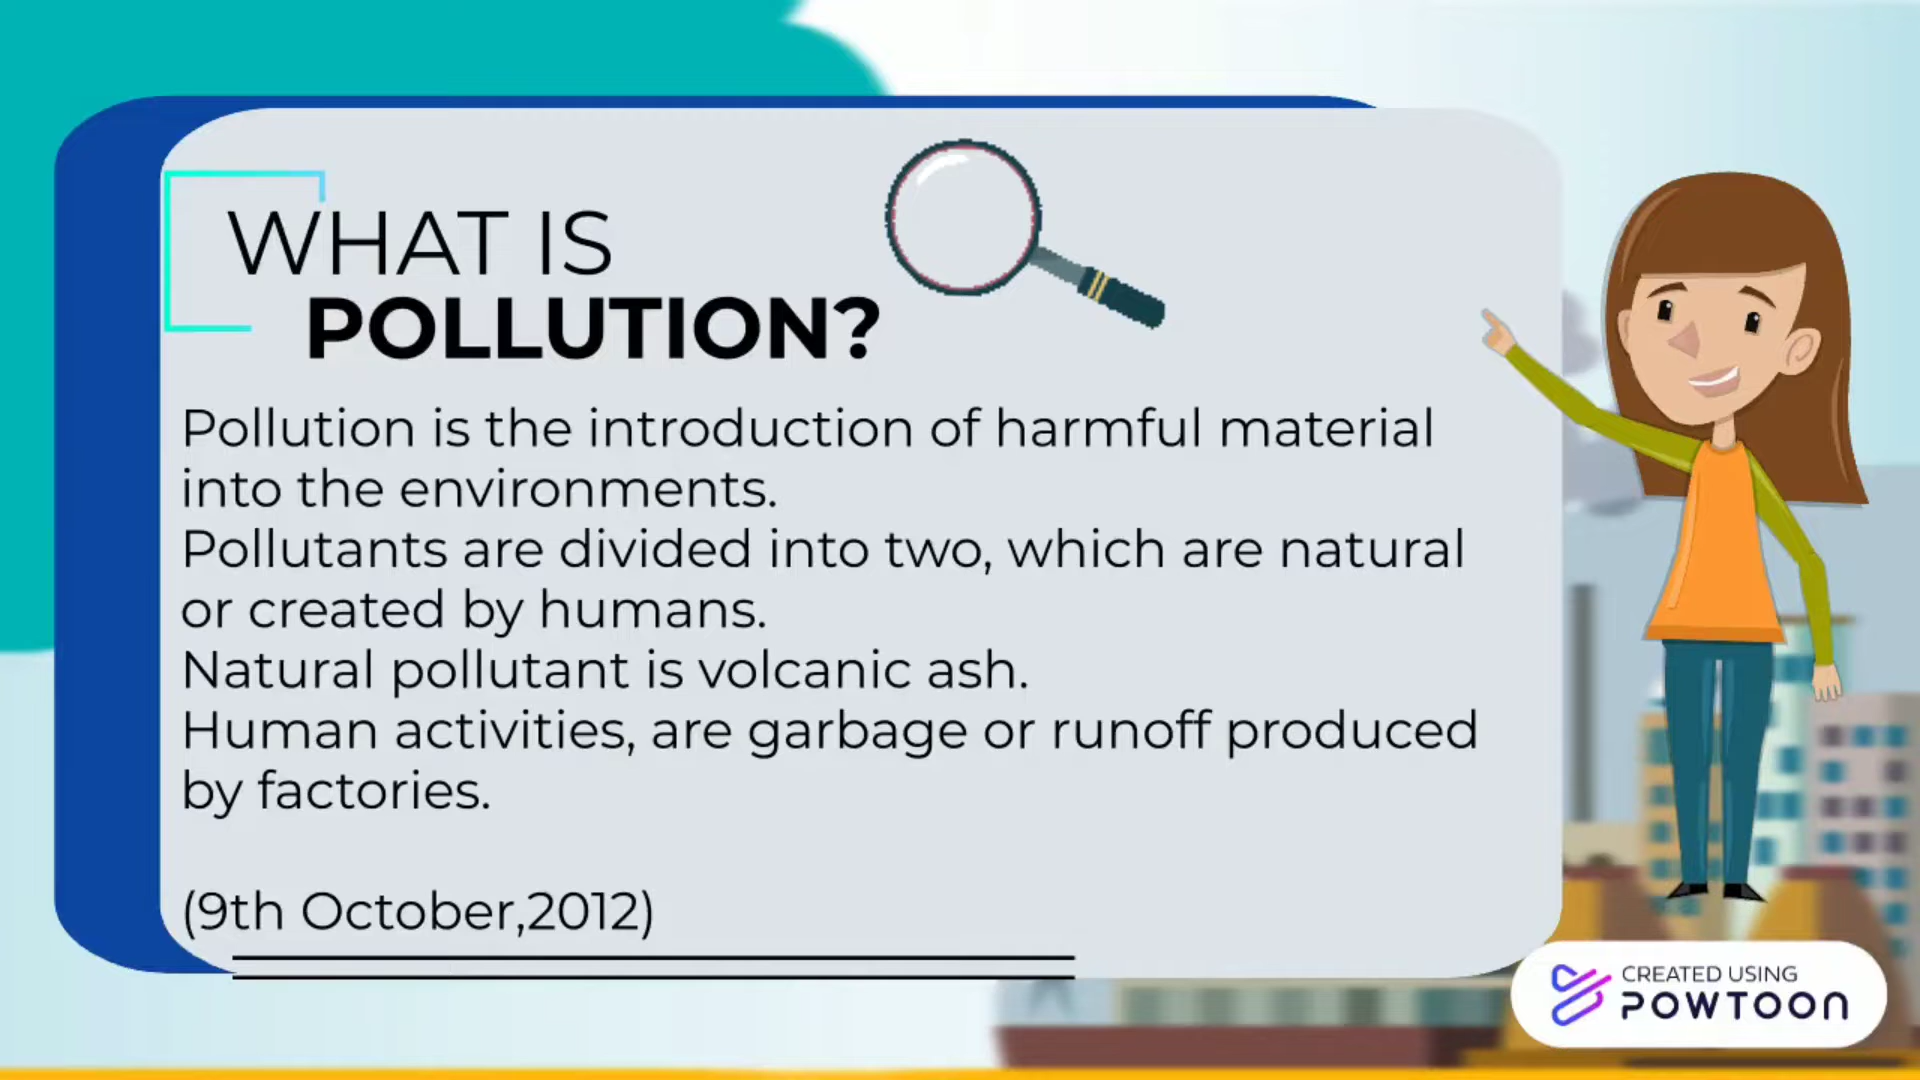 WHAT IS
POLLUTION?
Pollution is the introduction of harmful material
into the environments.
Pollutants are divided into two, which are natural
or created by humans.
Natural pollutant is volcanic ash.
Human activities, are garbage or runoff produced
by factories.
(9th October,2012)
CREATED USING
POWTOON